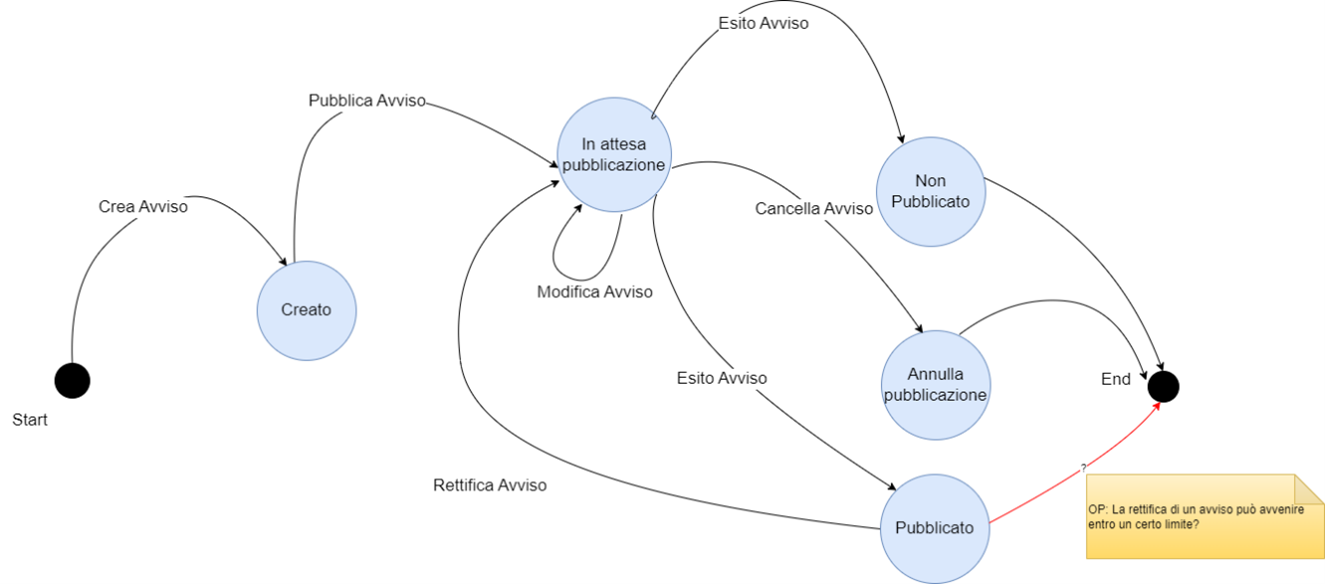 Esito Avviso
Pubblica Avviso
In attesa
pubblicazione
Non
Pubblicato
Crea Avviso
Cancella Avviso
Modifica Avviso
Creato
Esito Avviso
Annulla
pubblicazione
End
Start
Rettifica Avviso
?
Pubblicato
OP: La rettifica di un avviso può avvenire
entro un certo limite?